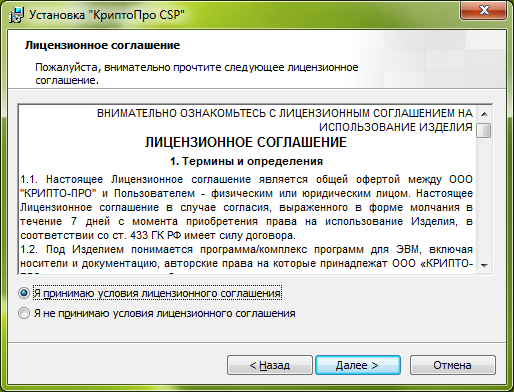 Установка "КриптоПро CSP"
Лицензионное соглашение
Пожалуйста, внимательно прочтите следующее лицензионное
соглашение.
ВНИМАТЕЛЬНО ОЗНАКОМЬТЕСЬ С ЛИЦЕНЗИОННЫМ СОГЛАШЕНИЕМ НА
ИСПОЛЬЗОВАНИЕ ИЗДЕЛИЯ
ЛИЦЕНЗИОННОЕ СОГЛАШЕНИЕ
1. Термины и определения
1.1. Настоящее Лицензионное соглашение является общей офертой между ООО
"КРИПТО-ПРО" и Пользователем - физическим или юридическим лицом. Настоящее
Лицензионное соглашение в случае согласия, выраженного в форме молчания в
течение 7 дней с момента приобретения права на использование Изделия, в
соответствии со ст. 433 ГК РФ имеет силу договора.
1.2. Под Изделием понимается программа/комплекс программ для ЭВМ, включая
носители и документацию, авторские права на которые принадлежат ООО «КРИПТО-
Я принимаю условия лицензионного соглашения
Я не принимаю условия лицензионного соглашения
< Назад
Далее >
Отмена